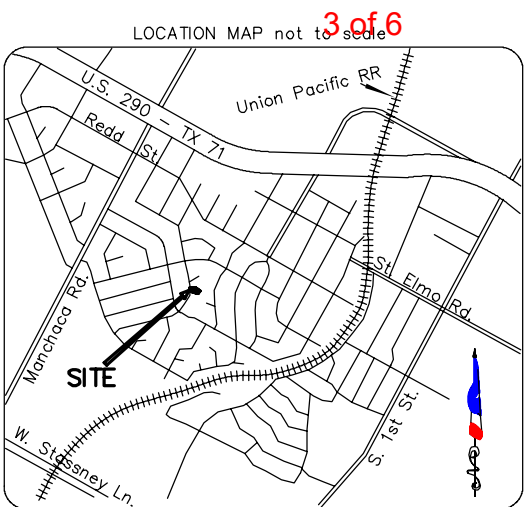 3 of 6
LOCATION MAP not to scale
Union Pacific RR
U.S. 290 – TX 71
Redd St.
St. Elmo Rd.
Manchaca Rd.
SITE
S. 1st St.
W. Stassney Ln.